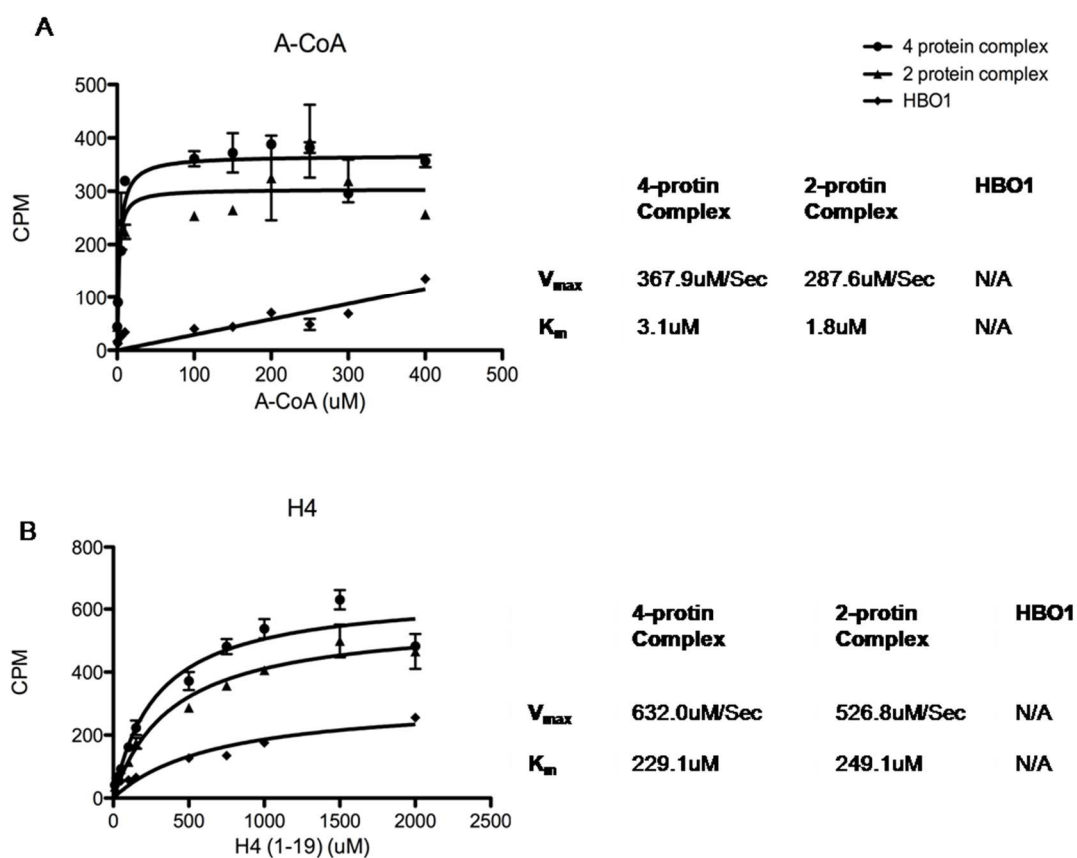 A
A-CoA
4 protein complex
2 protein complex
HBO1
500
400
300
200
100
0
CPM
0 100 200 300 400 500
A-CoA (uM)
4-protin Complex 2-protin Complex HBO1
Vmax 367.9uM/Sec 287.6uM/Sec N/A
Km 3.1uM 1.8uM N/A
B
H4
800
600
400
200
0
CPM
0 500 1000 1500 2000 2500
H4 (1-19) (uM)
4-protin Complex 2-protin Complex HBO1
Vmax 632.0uM/Sec 526.8uM/Sec N/A
Km 229.1uM 249.1uM N/A